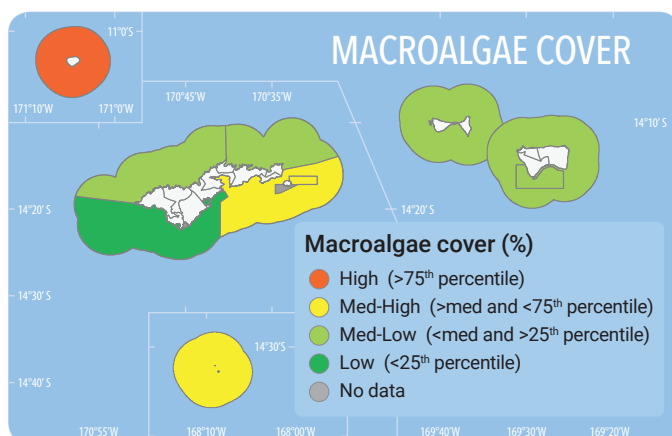 11°0'S
MACROALGAE COVER
171°10'W
171°0'W
170°45'W
170°35'W
14°10'S
14°20'S
14°20'S
Macroalgae cover (%)
High (>75th percentile)
Med-High (>med and <75th percentile)
Med-Low (<med and >25th percentile)
Low (<25th percentile)
No data
14°30'S
14°30'S
14°40'S
170°55'W
168°10'W
168°00'W
169°40'W
169°30'W
169°20'W